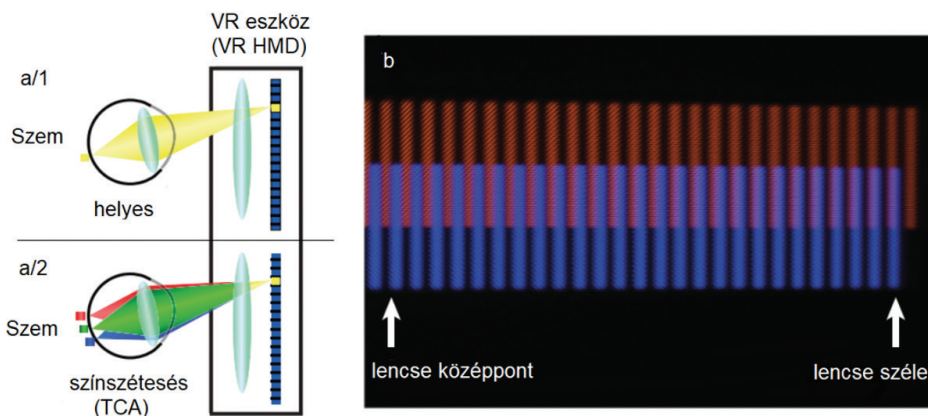 VR eszköz
(VR HMD)
a/1
Szem
helyes
a/2
Szem
színszétesés
(TCA)
b
lencse középpont
lencse széle